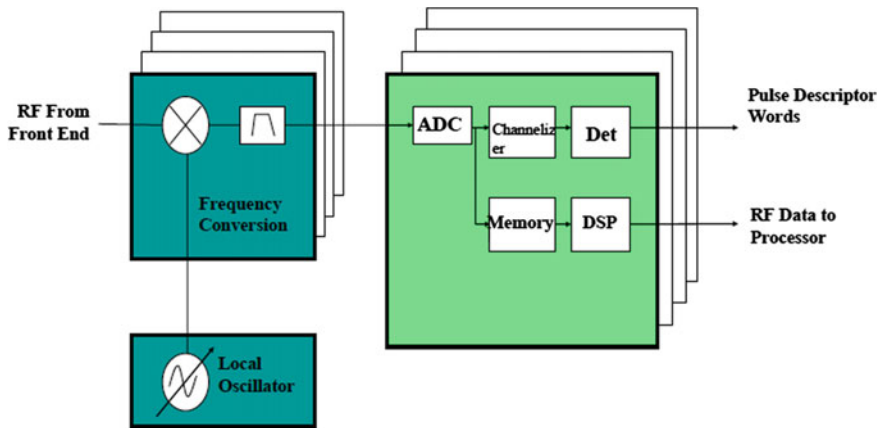 RF From
Front End
Frequency
Conversion
Local
Oscillator
ADC
Channeliz
er
Det
Memory
DSP
Pulse Descriptor
Words
RF Data to
Processor